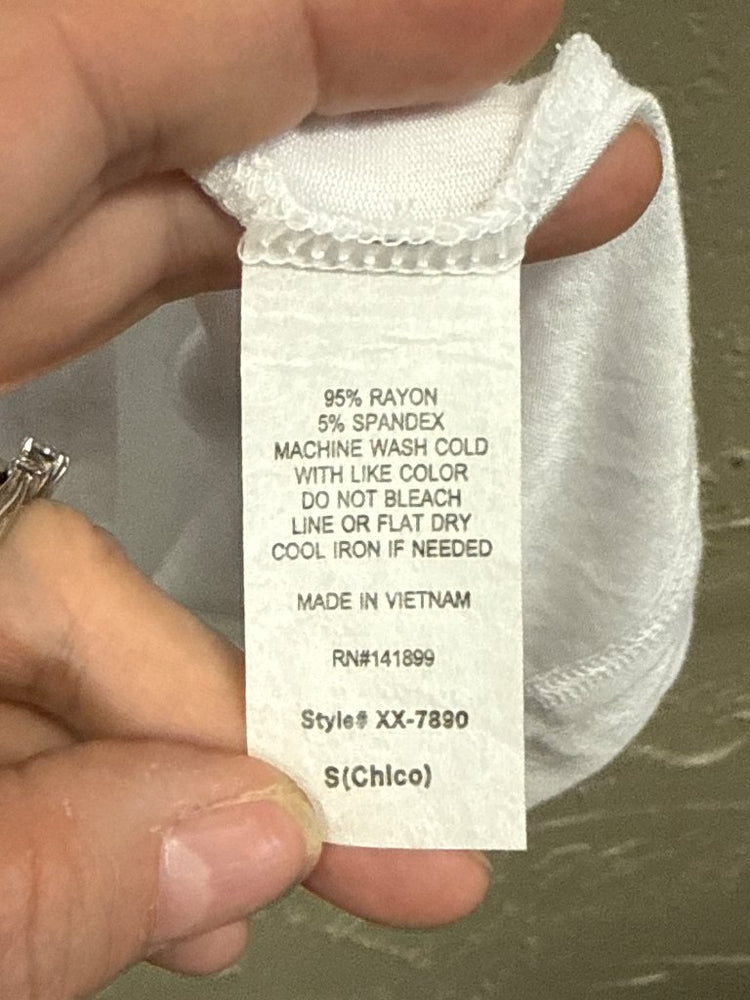 95% RAYON
5% SPANDEX
MACHINE WASH COLD
WITH LIKE COLOR
DO NOT BLEACH
LINE OR FLAT DRY
COOL IRON IF NEEDED
MADE IN VIETNAM
RN#141899
Style# XX-7890
S(Chico)